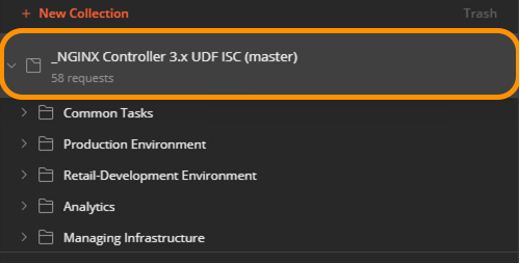 + New Collection Trash
_NGINX Controller 3.x UDF ISC (master)
58 requests
Common Tasks
Production Environment
Retail-Development Environment
Analytics
Managing Infrastructure